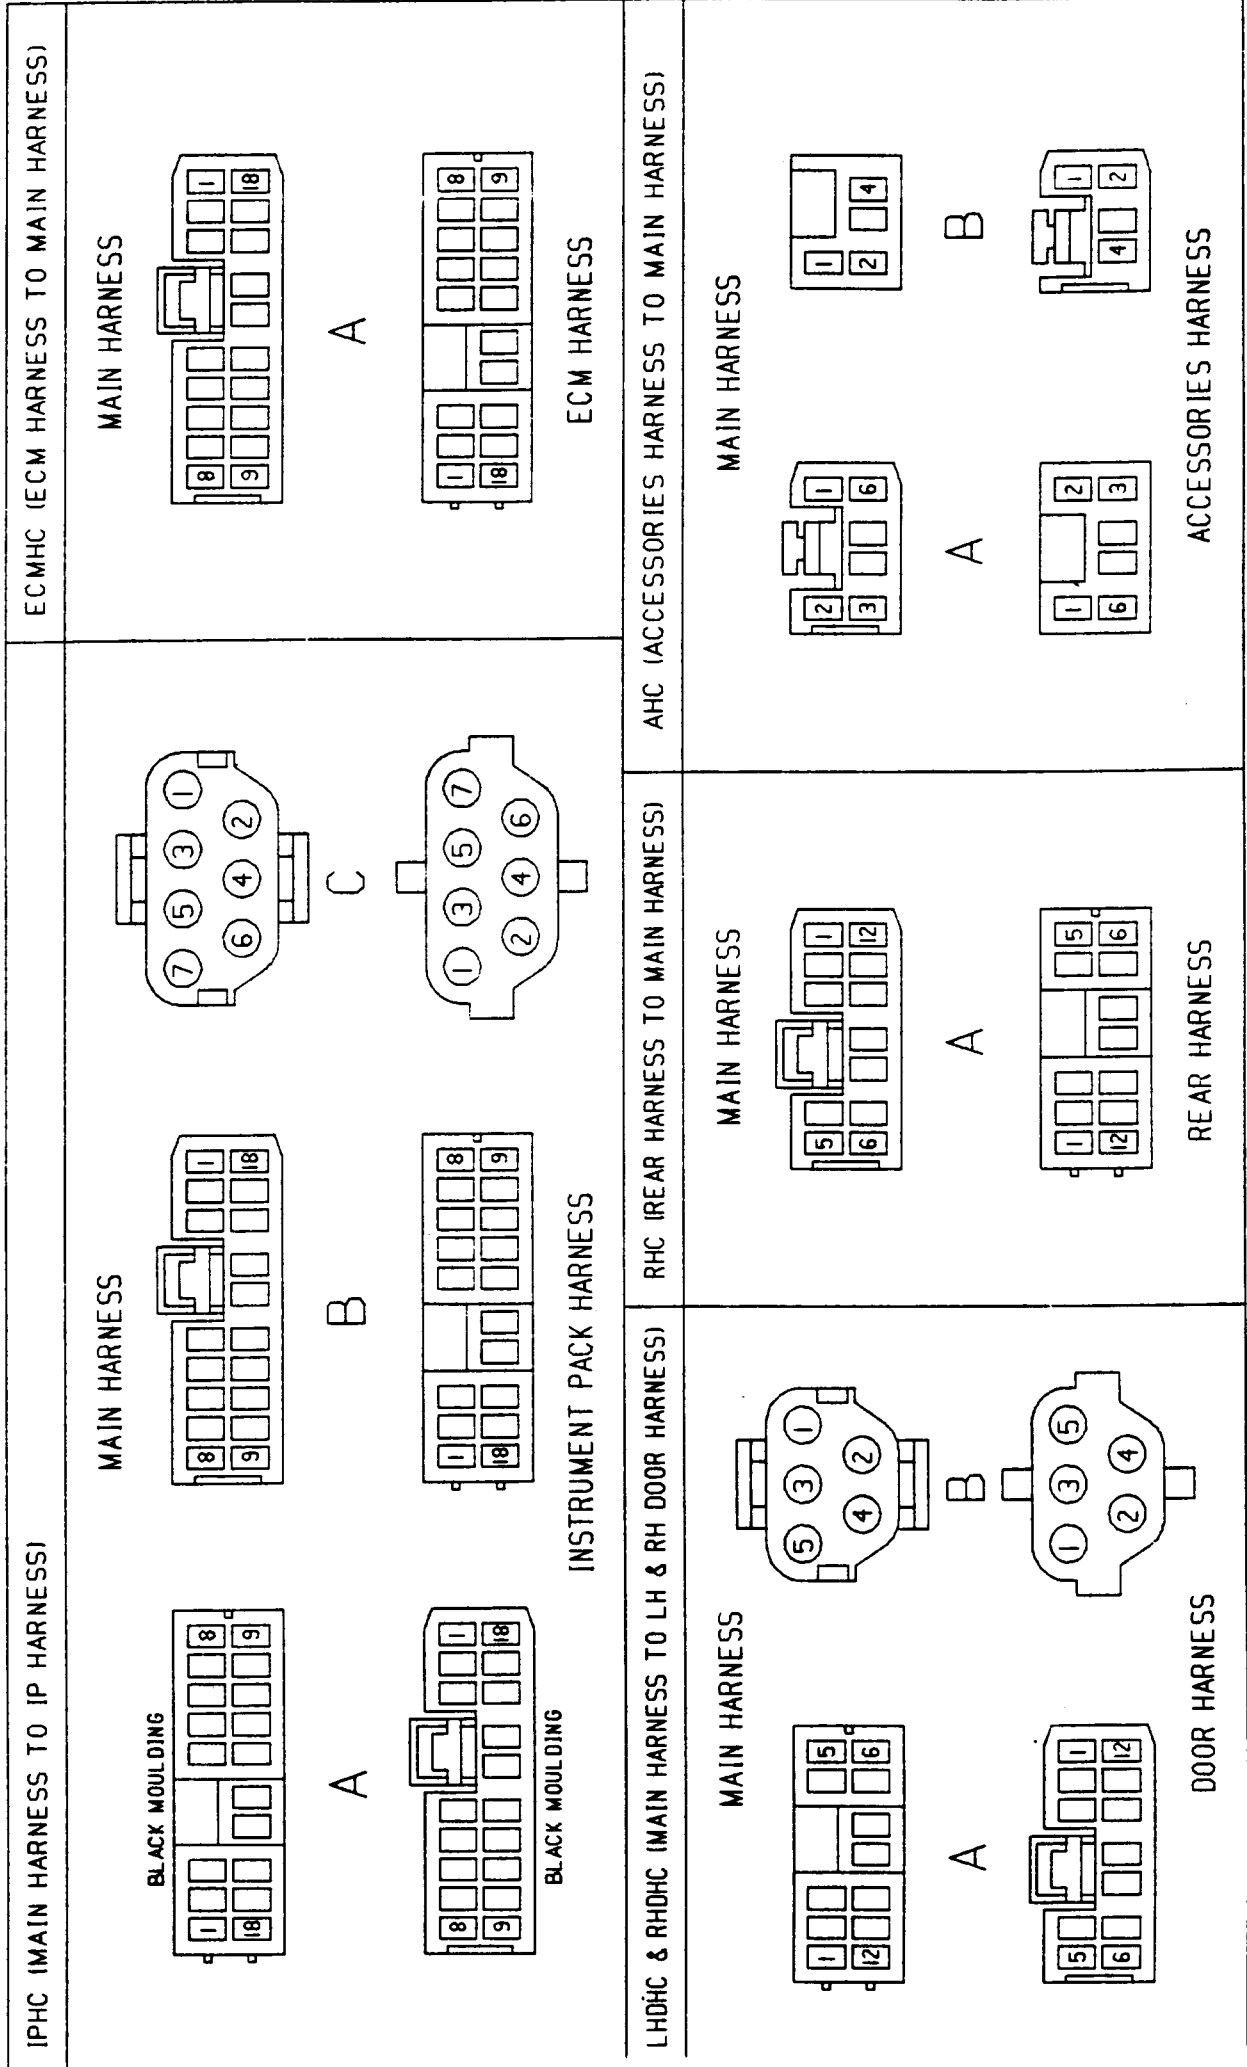 IPHC (MAIN HARNESS TO IP HARNESS)
MAIN HARNESS
BLACK MOULDING
1 8
18 9
A
8 1
9 18
BLACK MOULDING
8 1
9 18
B
1 8
18 9
7 5 3 1
6 4 2
C
1 3 5 7
2 4 6
INSTRUMENT PACK HARNESS
ECMHC (ECM HARNESS TO MAIN HARNESS)
MAIN HARNESS
8 1
9 18
A
1 8
18 9
ECM HARNESS
LHDHC & RHDHC (MAIN HARNESS TO LH & RH DOOR HARNESS)
MAIN HARNESS
1 5
12 6
A
5 1
6 12
5 3 1
4 2
B
1 3 5
2 4
DOOR HARNESS
RHC (REAR HARNESS TO MAIN HARNESS)
MAIN HARNESS
5 1
6 12
A
1 5
12 6
REAR HARNESS
AHC (ACCESSORIES HARNESS TO MAIN HARNESS)
MAIN HARNESS
2 1
3 6
A
1 2
6 3
1
2 4
B
1
4 2
ACCESSORIES HARNESS